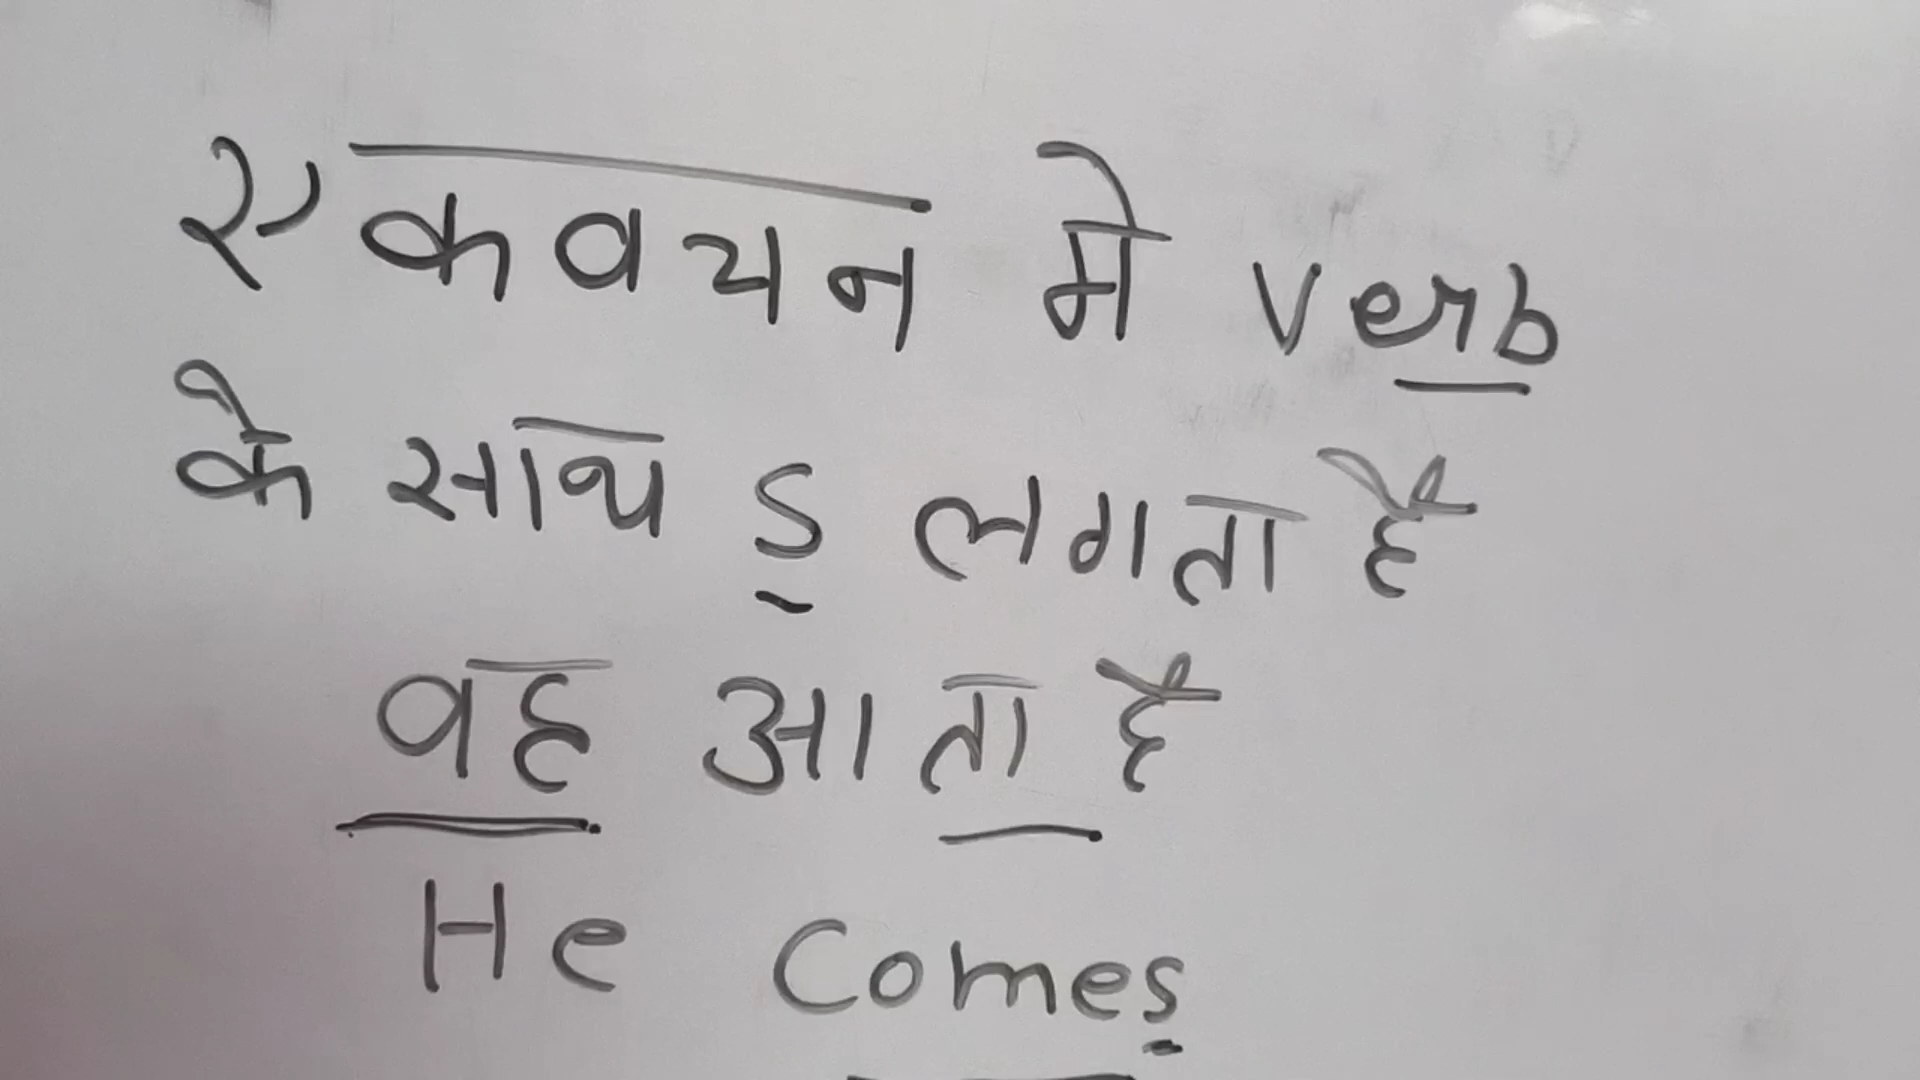 एकवचन मे verb
के साथ s लगता है
वह आता है
He Comes